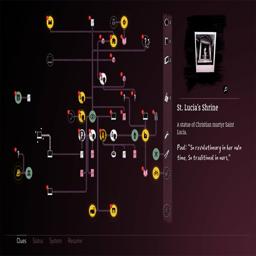 St. Lucia's Shrine
A statue of Christian martyr Saint
Lucia.
Paul: "So revolutionary in her own
time. So traditional in ours."
Clues Status System Resume